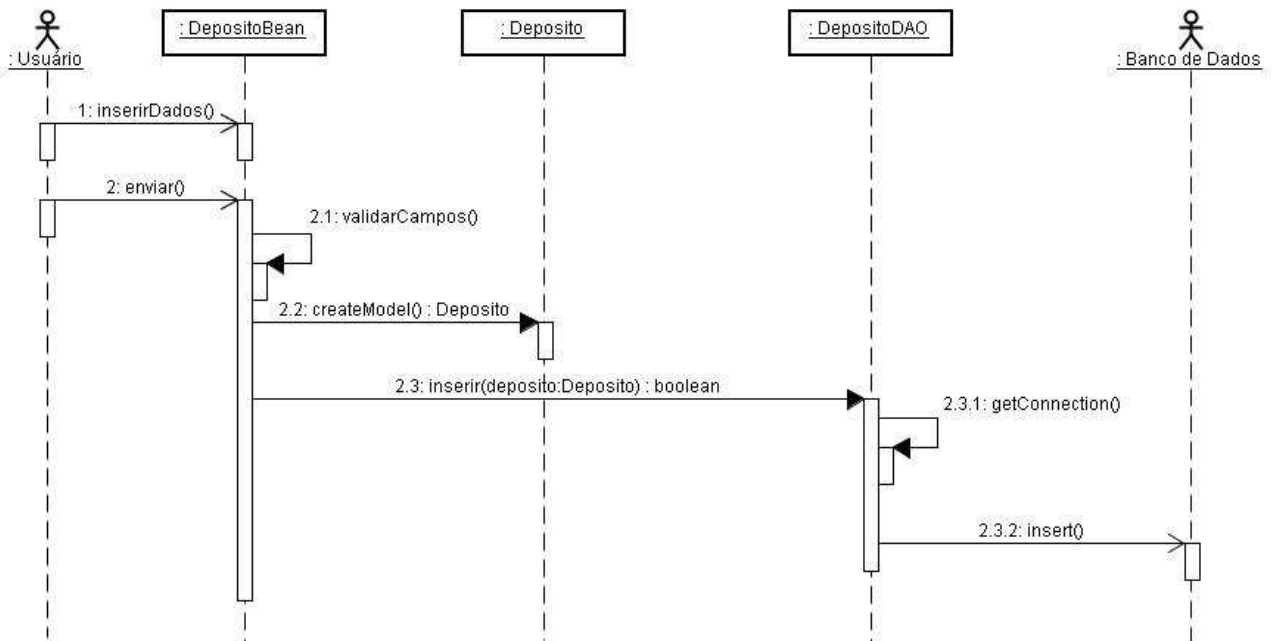 : Usuário
: DepositoBean
: Deposito
: DepositoDAO
: Banco de Dados
1: inserirDados()
2: enviar()
2.1: validarCampos()
2.2: createModel() : Deposito
2.3: inserir(deposito:Deposito) : boolean
2.3.1: getConnection()
2.3.2: insert()